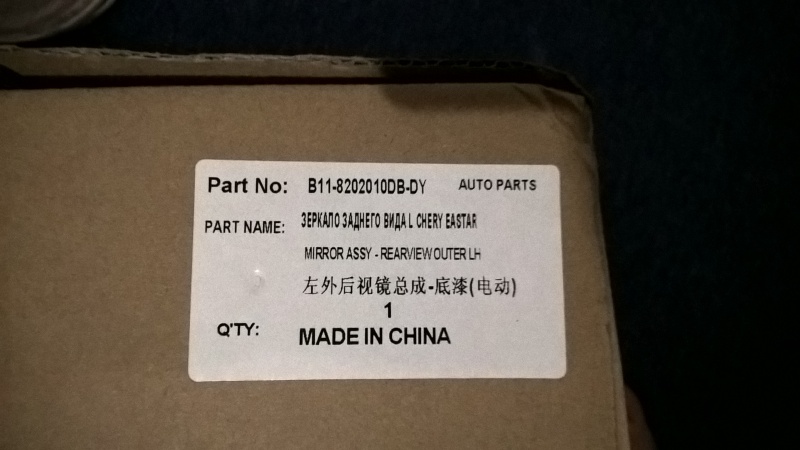 Part No: B11-8202010DB-DY AUTO PARTS
PART NAME: ЗЕРКАЛО ЗАДНЕГО ВИДА L CHERY EASTAR
MIRROR ASSY - REARVIEW OUTER LH
左外后视镜总成-底漆(电动)
Q'TY: 1
MADE IN CHINA